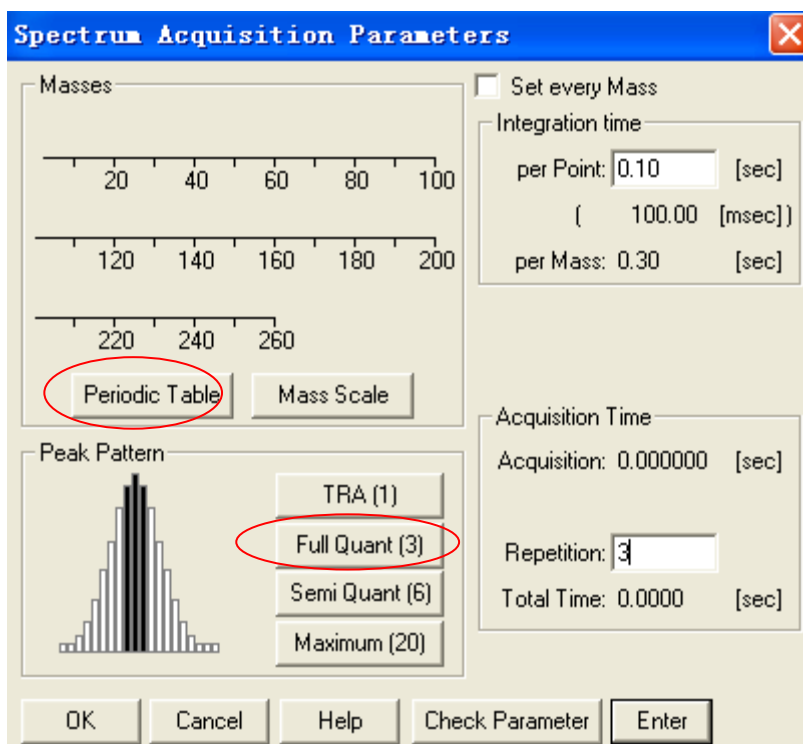 Spectrum Acquisition Parameters
Masses
20 40 60 80 100
120 140 160 180 200
220 240 260
Periodic Table Mass Scale
Peak Pattern
TRA (1)
Full Quant (3)
Semi Quant (6)
Maximum (20)
Set every Mass
Integration time
per Point: 0.10 [sec]
( 100.00 [msec])
per Mass: 0.30 [sec]
Acquisition Time
Acquisition: 0.000000 [sec]
Repetition: 3
Total Time: 0.0000 [sec]
OK Cancel Help Check Parameter Enter